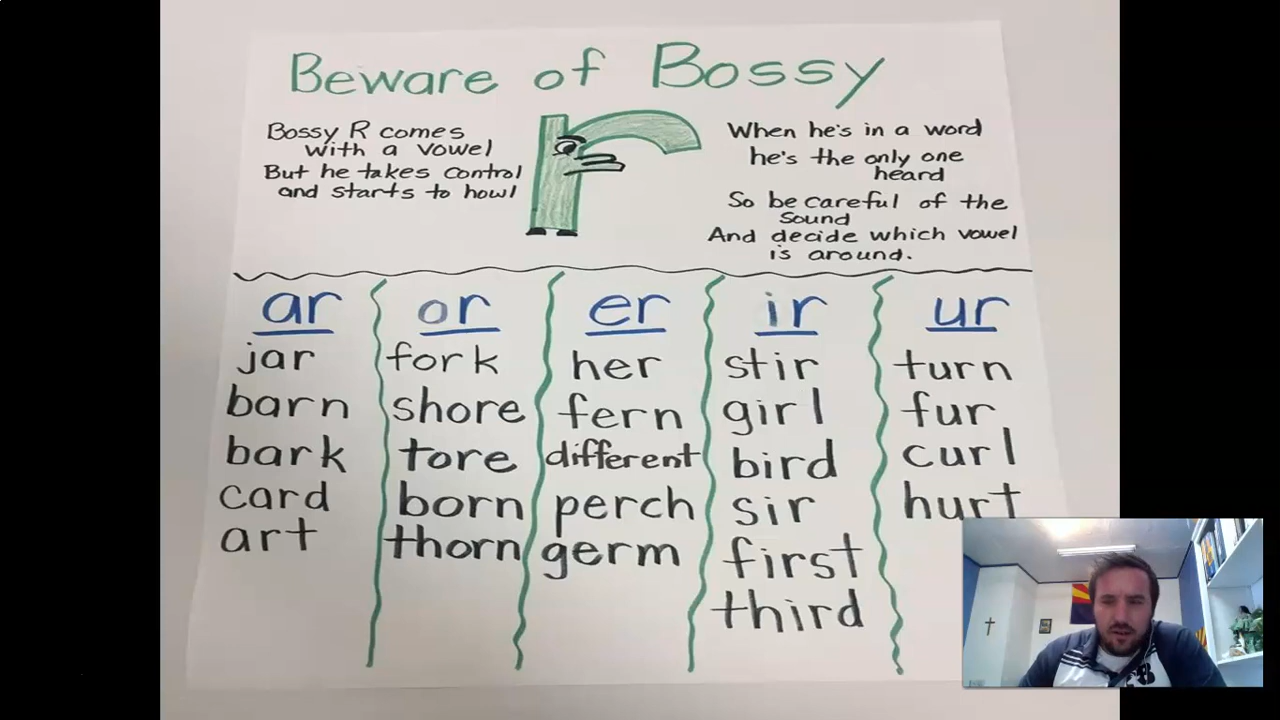 Beware of Bossy
r
Bossy R comes
with a vowel
But he takes control
and starts to howl
When he's in a word
he's the only one
heard
So be careful of the
sound
And decide which vowel
is around.
ar
jar
barn
bark
card
art
or
fork
shore
tore
born
thorn
er
her
fern
different
perch
germ
ir
stir
girl
bird
sir
first
third
ur
turn
fur
curl
hurt